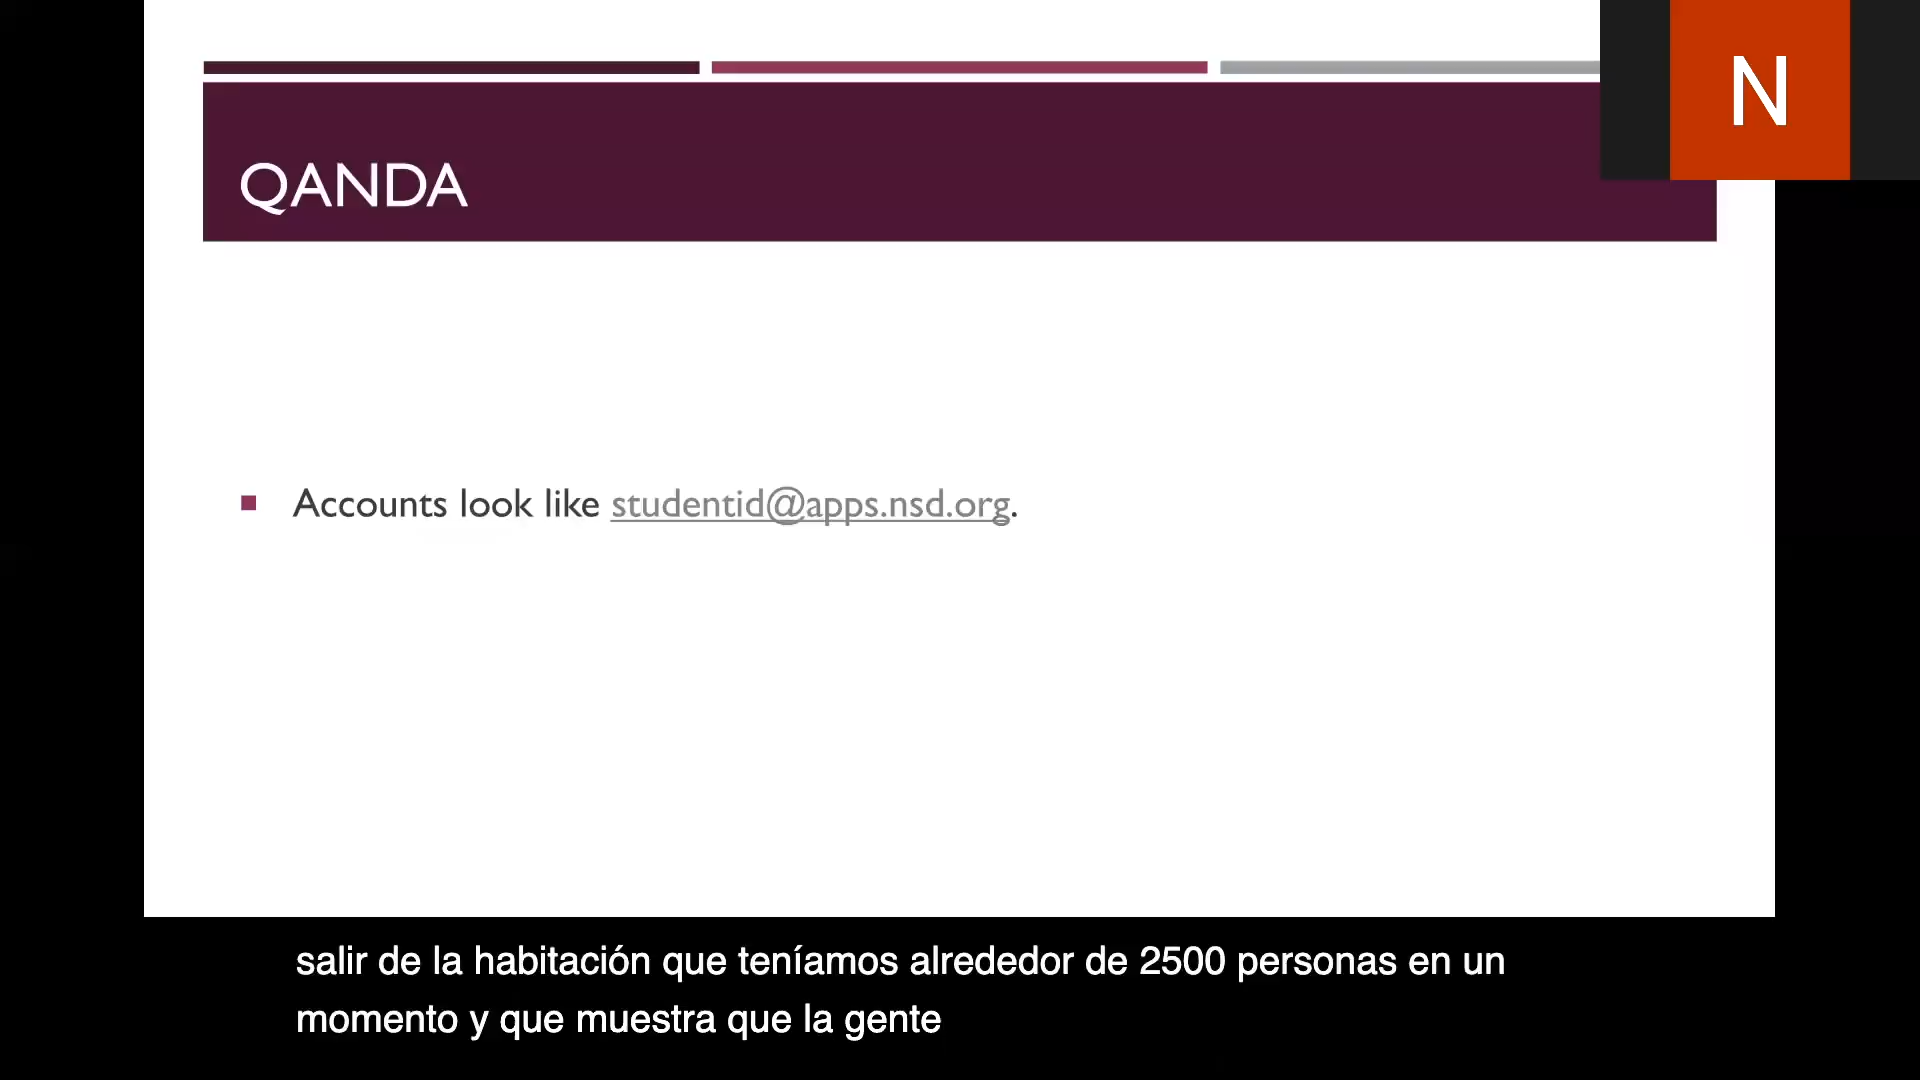 N
QANDA
Accounts look like studentid@apps.nsd.org.
salir de la habitación que teníamos alrededor de 2500 personas en un
momento y que muestra que la gente